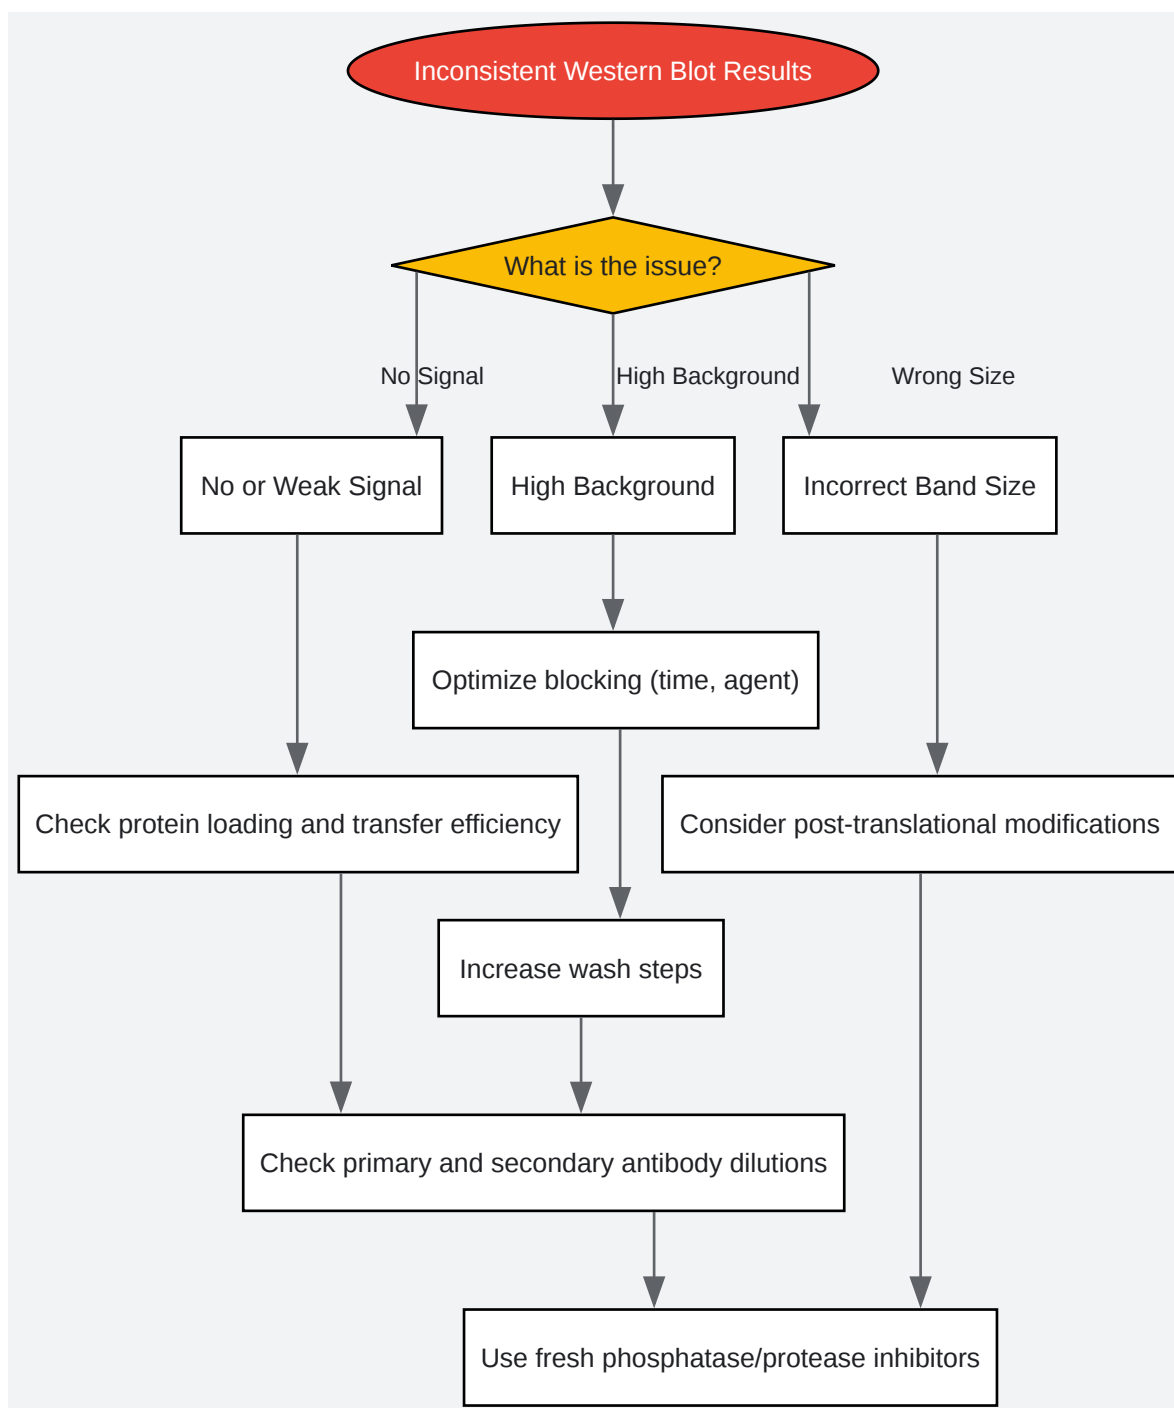 Inconsistent Western Blot Results
What is the issue?
No Signal
High Background
Wrong Size
No or Weak Signal
High Background
Incorrect Band Size
Optimize blocking (time, agent)
Check protein loading and transfer efficiency
Consider post-translational modifications
Increase wash steps
Check primary and secondary antibody dilutions
Use fresh phosphatase/protease inhibitors